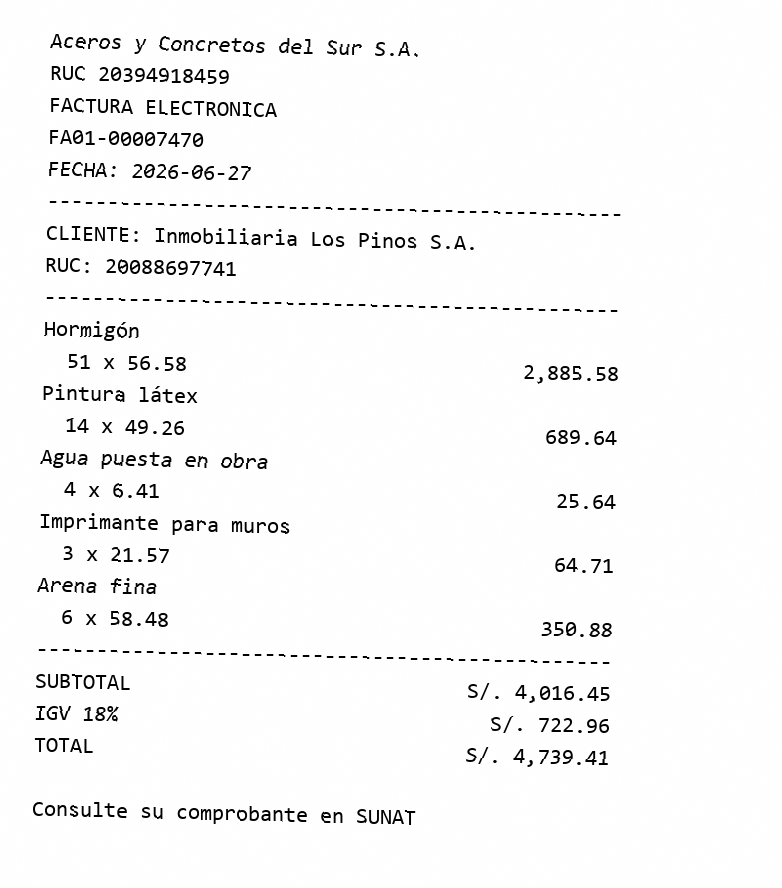 Aceros y Concretos del Sur S.A.
RUC 20394918459
FACTURA ELECTRONICA
FA01-00007470
FECHA: 2026-06-27
------------------------------------------------
CLIENTE: Inmobiliaria Los Pinos S.A.
RUC: 20088697741
------------------------------------------------
Hormigón
51 x 56.58 2,885.58
Pintura látex
14 x 49.26 689.64
Agua puesta en obra
4 x 6.41 25.64
Imprimante para muros
3 x 21.57 64.71
Arena fina
6 x 58.48 350.88
------------------------------------------------
SUBTOTAL S/. 4,016.45
IGV 18% S/. 722.96
TOTAL S/. 4,739.41
Consulte su comprobante en SUNAT